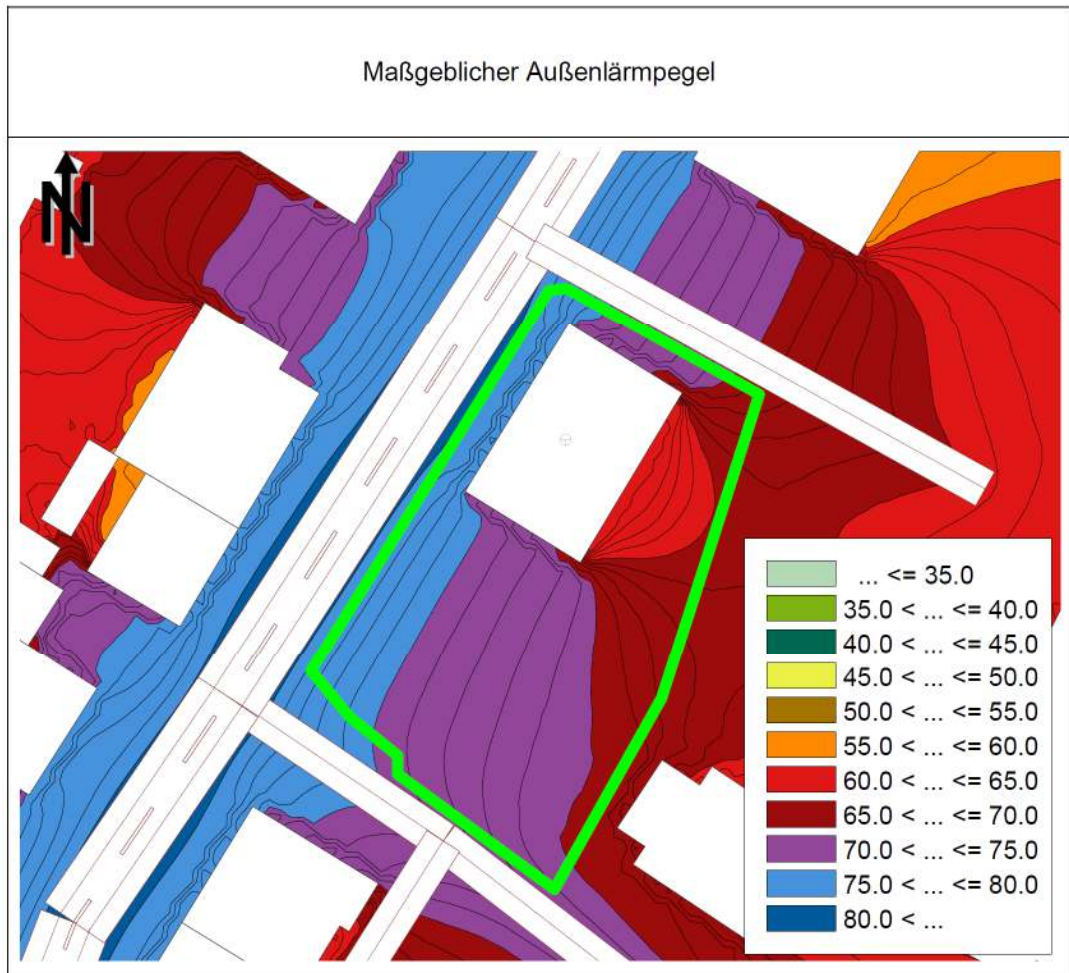 Maßgeblicher Außenlärmpegel
N
... <= 35.0
35.0 < ... <= 40.0
40.0 < ... <= 45.0
45.0 < ... <= 50.0
50.0 < ... <= 55.0
55.0 < ... <= 60.0
60.0 < ... <= 65.0
65.0 < ... <= 70.0
70.0 < ... <= 75.0
75.0 < ... <= 80.0
80.0 < ...